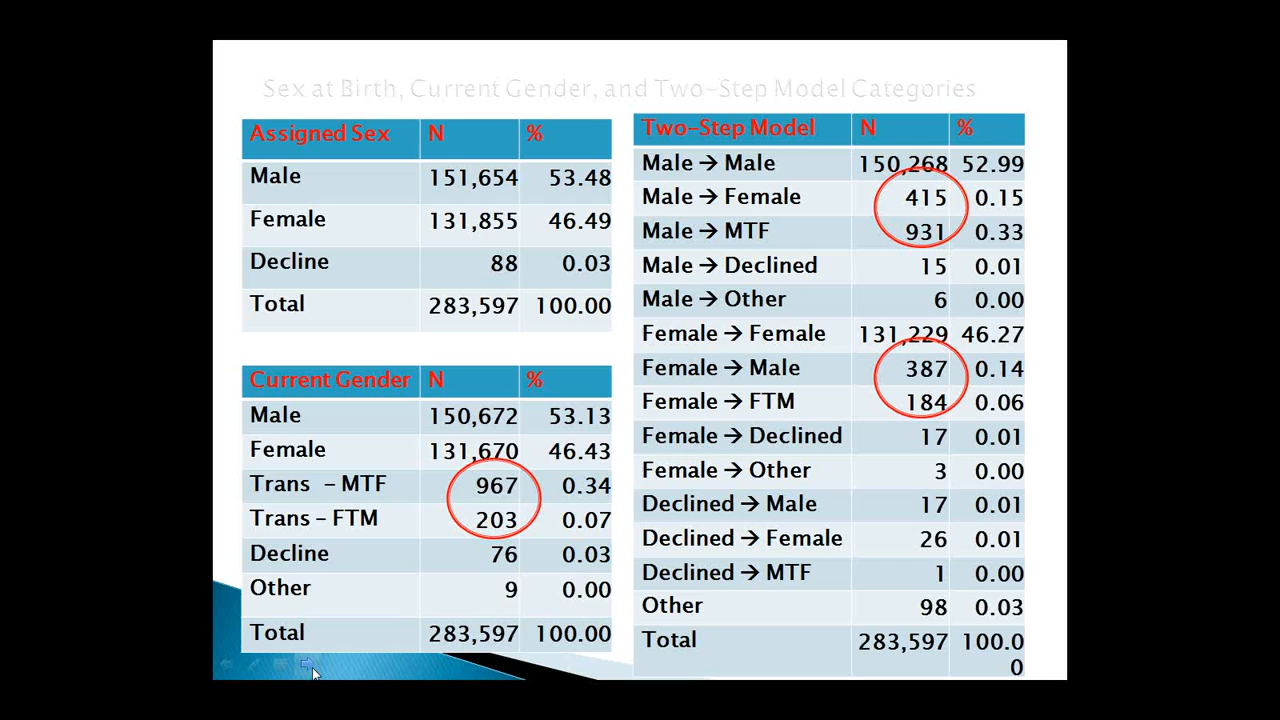 Sex at Birth, Current Gender, and Two-Step Model Categories
Assigned Sex N %
Male 151,654 53.48
Female 131,855 46.49
Decline 88 0.03
Total 283,597 100.00
Current Gender N %
Male 150,672 53.13
Female 131,670 46.43
Trans - MTF 967 0.34
Trans - FTM 203 0.07
Decline 76 0.03
Other 9 0.00
Total 283,597 100.00
Two-Step Model N %
Male → Male 150,268 52.99
Male → Female 415 0.15
Male → MTF 931 0.33
Male → Declined 15 0.01
Male → Other 6 0.00
Female → Female 131,229 46.27
Female → Male 387 0.14
Female → FTM 184 0.06
Female → Declined 17 0.01
Female → Other 3 0.00
Declined → Male 17 0.01
Declined → Female 26 0.01
Declined → MTF 1 0.00
Other 98 0.03
Total 283,597 100.0
0